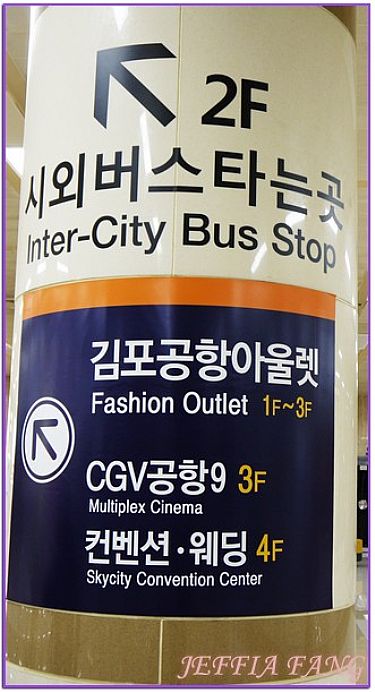 2F
시외버스타는곳
Inter-City Bus Stop
김포공항아울렛
Fashion Outlet 1F~3F
CGV공항9 3F
Multiplex Cinema
컨벤션·웨딩 4F
Skycity Convention Center
JEFFIA FANG